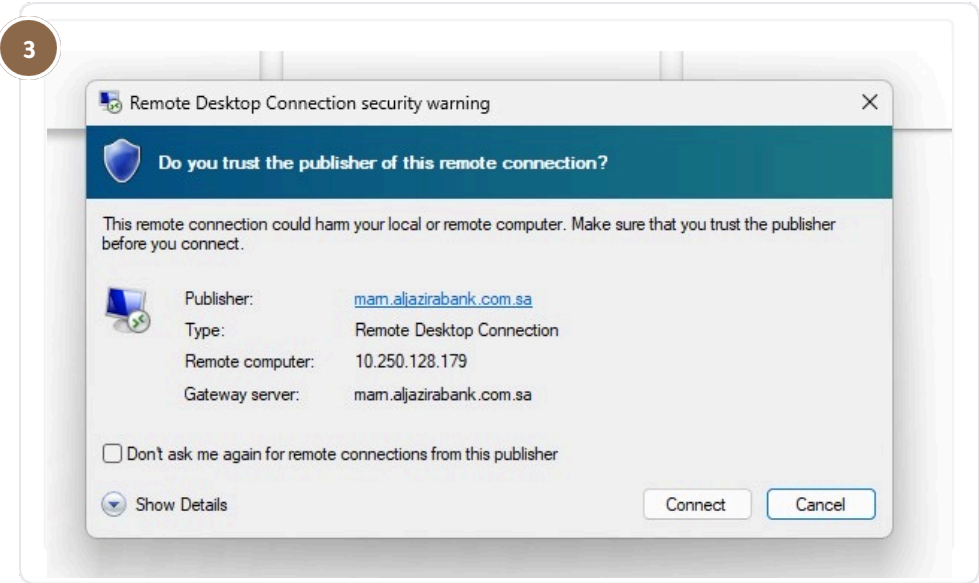 3
Remote Desktop Connection security warning
Do you trust the publisher of this remote connection?
This remote connection could harm your local or remote computer. Make sure that you trust the publisher
before you connect.
Publisher: mam.aljazirabank.com.sa
Type: Remote Desktop Connection
Remote computer: 10.250.128.179
Gateway server: mam.aljazirabank.com.sa
Don't ask me again for remote connections from this publisher
Show Details Connect Cancel